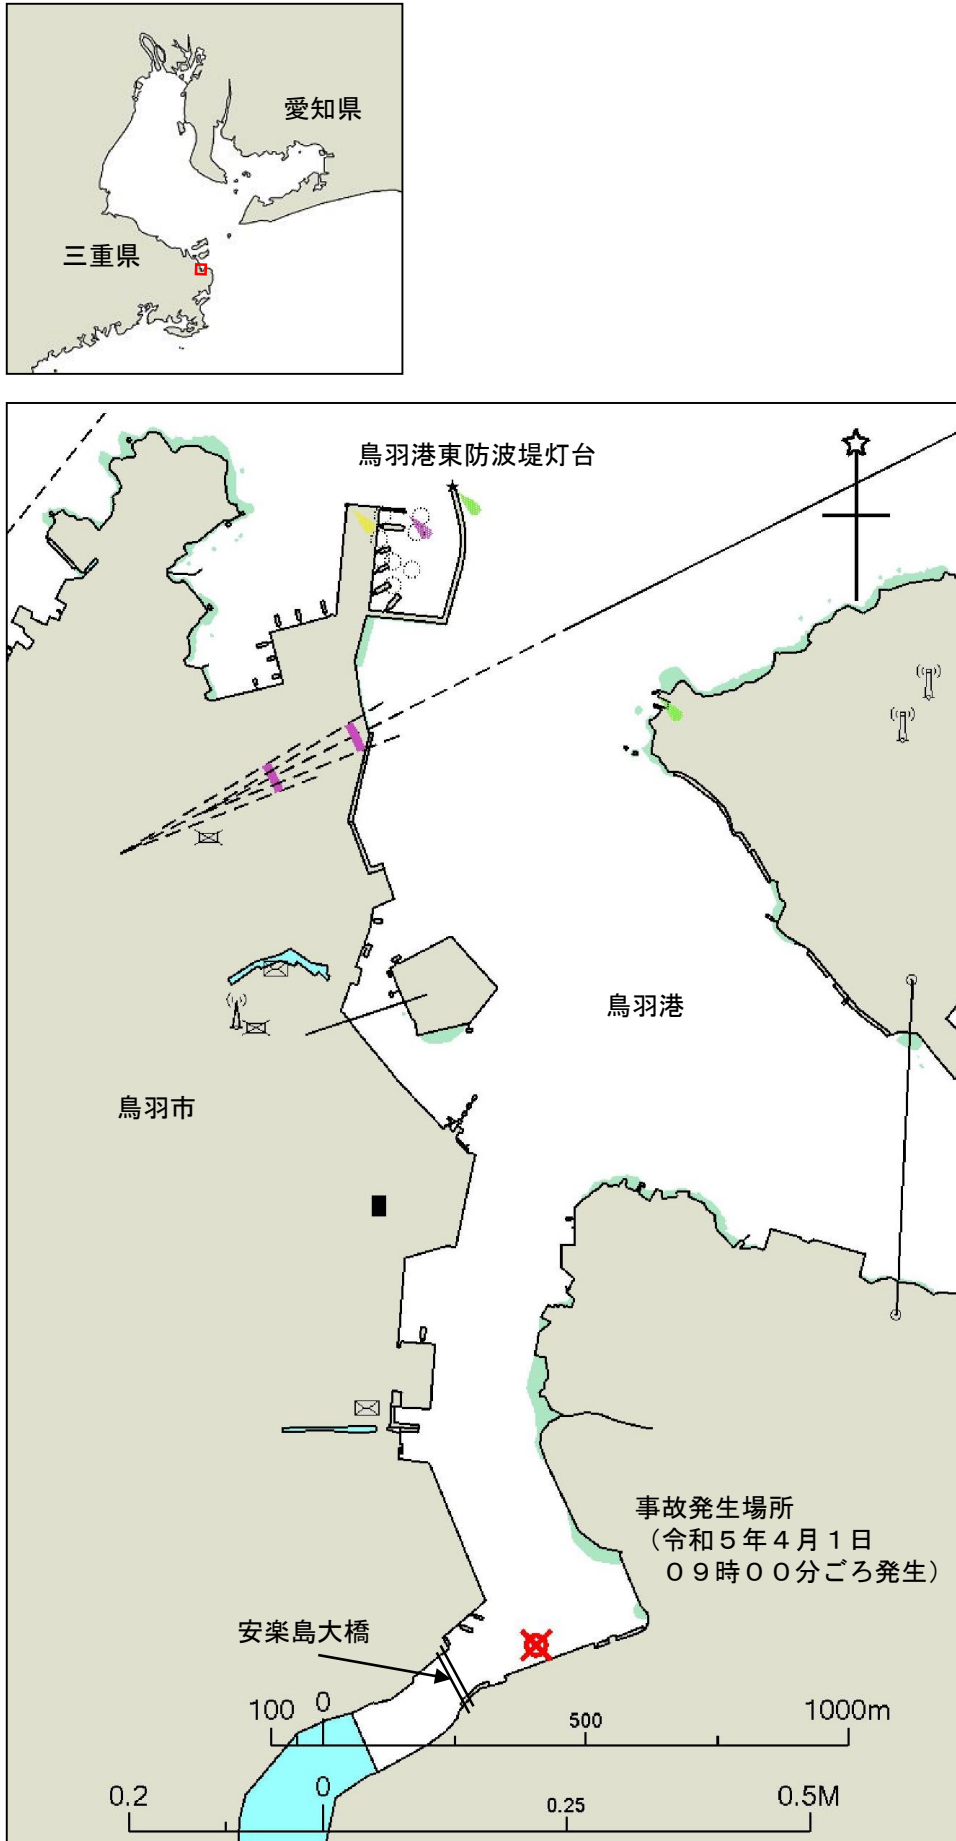 愛知県
三重県
鳥羽港東防波堤灯台
鳥羽港
鳥羽市
事故発生場所
（令和５年４月１日
０９時００分ごろ発生）
安楽島大橋
100 0 500 1000m
0.2 0 0.25 0.5M